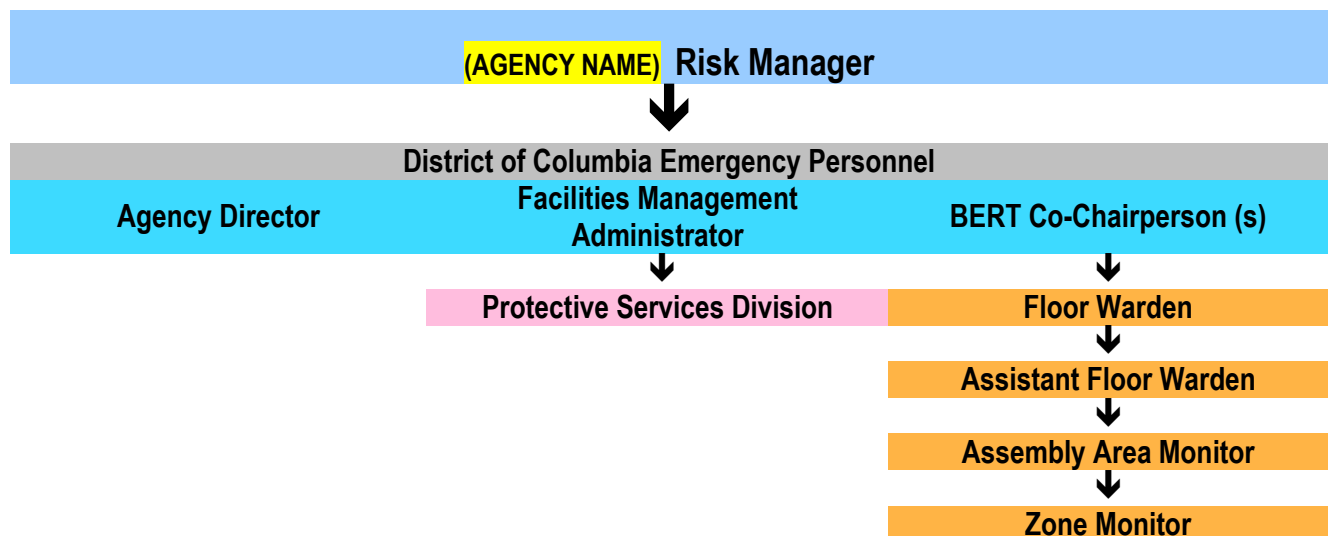 (AGENCY NAME) Risk Manager
District of Columbia Emergency Personnel
Agency Director
Facilities Management
Administrator
BERT Co-Chairperson (s)
Protective Services Division
Floor Warden
Assistant Floor Warden
Assembly Area Monitor
Zone Monitor